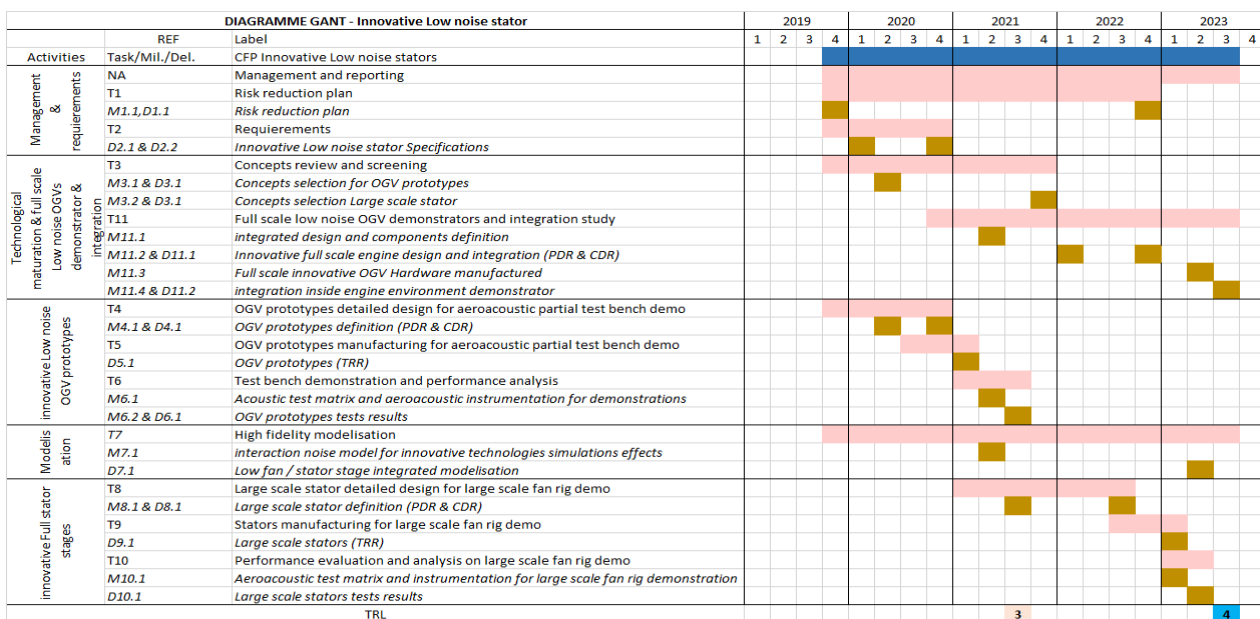 DIAGRAMME GANT - Innovative Low noise stator 2019 2020 2021 2022 2023
REF Label 1 2 3 4 1 2 3 4 1 2 3 4 1 2 3 4 1 2 3 4
Activities Task/Mil./Del. CFP Innovative Low noise stators
Management
&
requierements
NA Management and reporting
T1 Risk reduction plan
M1.1,D1.1 Risk reduction plan
T2 Requierements
D2.1 & D2.2 Innovative Low noise stator Specifications
Technological
maturation & full scale
Low noise OGVs
demonstrator &
integration
T3 Concepts review and screening
M3.1 & D3.1 Concepts selection for OGV prototypes
M3.2 & D3.1 Concepts selection Large scale stator
T11 Full scale low noise OGV demonstrators and integration study
M11.1 integrated design and components definition
M11.2 & D11.1 Innovative full scale engine design and integration (PDR & CDR)
M11.3 Full scale innovative OGV Hardware manufactured
M11.4 & D11.2 integration inside engine environment demonstrator
innovative Low noise
OGV prototypes
T4 OGV prototypes detailed design for aeroacoustic partial test bench demo
M4.1 & D4.1 OGV prototypes definition (PDR & CDR)
T5 OGV prototypes manufacturing for aeroacoustic partial test bench demo
D5.1 OGV prototypes (TRR)
T6 Test bench demonstration and performance analysis
M6.1 Acoustic test matrix and aeroacoustic instrumentation for demonstrations
M6.2 & D6.1 OGV prototypes tests results
Modelis
ation
T7 High fidelity modelisation
M7.1 interaction noise model for innovative technologies simulations effects
D7.1 Low fan / stator stage integrated modelisation
innovative Full stator
stages
T8 Large scale stator detailed design for large scale fan rig demo
M8.1 & D8.1 Large scale stator definition (PDR & CDR)
T9 Stators manufacturing for large scale fan rig demo
D9.1 Large scale stators (TRR)
T10 Performance evaluation and analysis on large scale fan rig demo
M10.1 Aeroacoustic test matrix and instrumentation for large scale fan rig demonstration
D10.1 Large scale stators tests results
TRL 3 4